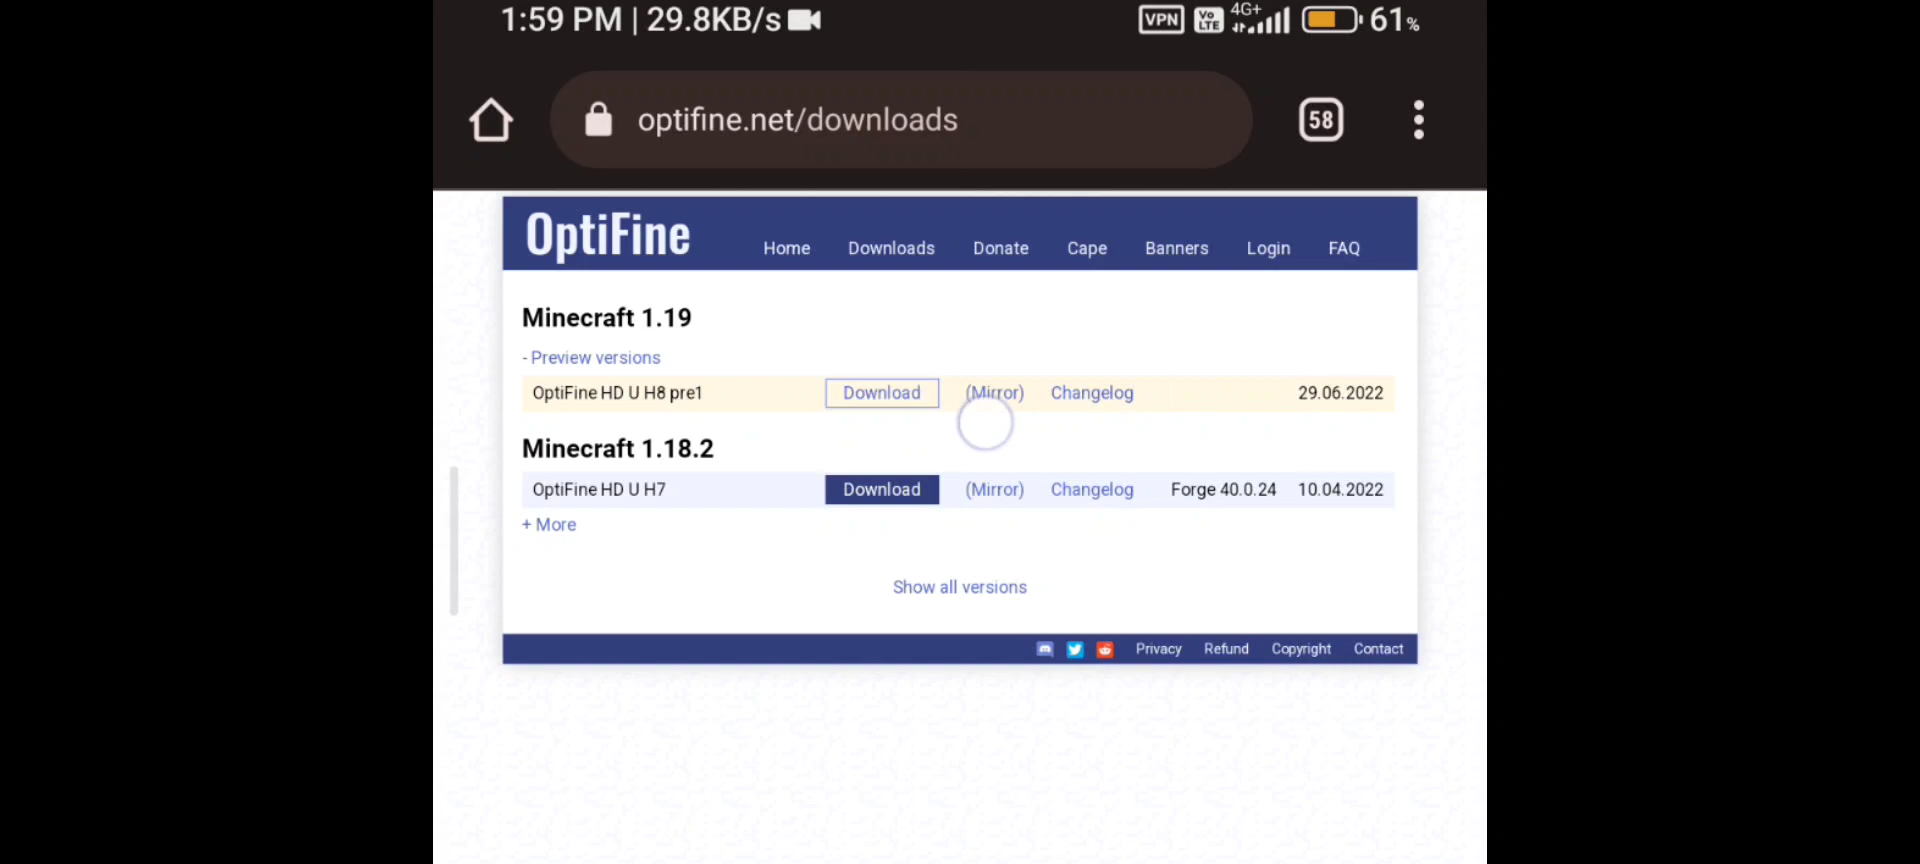 1:59 PM | 29.8KB/s VPN Vo LTE 4G+ 61%
optifine.net/downloads 58
OptiFine Home Downloads Donate Cape Banners Login FAQ
Minecraft 1.19
- Preview versions
OptiFine HD U H8 pre1 Download (Mirror) Changelog 29.06.2022
Minecraft 1.18.2
OptiFine HD U H7 Download (Mirror) Changelog Forge 40.0.24 10.04.2022
+ More
Show all versions
Privacy Refund Copyright Contact